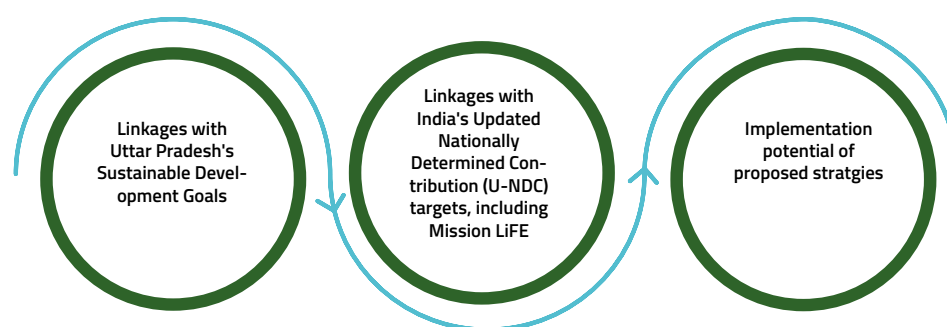 Linkages with
Uttar Pradesh's
Sustainable Devel-
opment Goals
Linkages with
India's Updated
Nationally
Determined Con-
tribution (U-NDC)
targets, including
Mission LiFE
Implementation
potential of
proposed stratgies